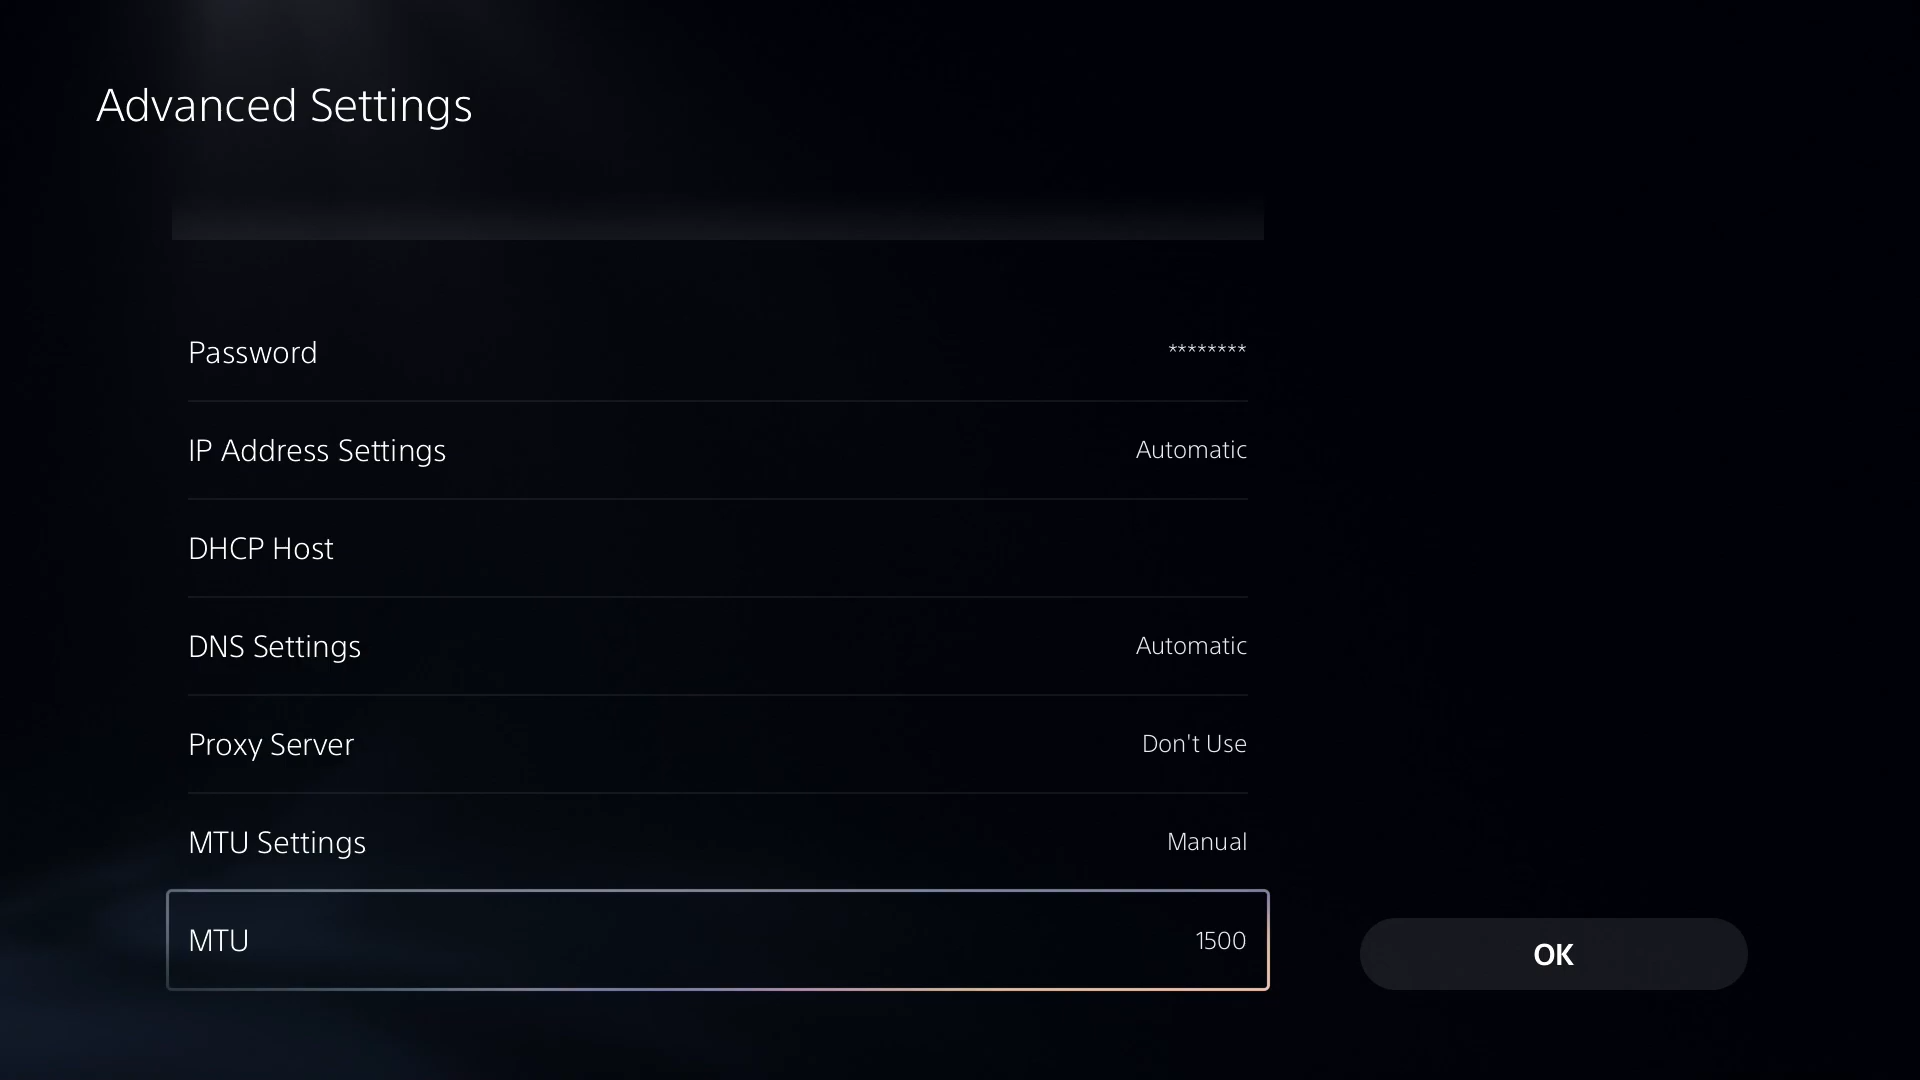 Advanced Settings
Password ********
IP Address Settings Automatic
DHCP Host
DNS Settings Automatic
Proxy Server Don't Use
MTU Settings Manual
MTU 1500
OK